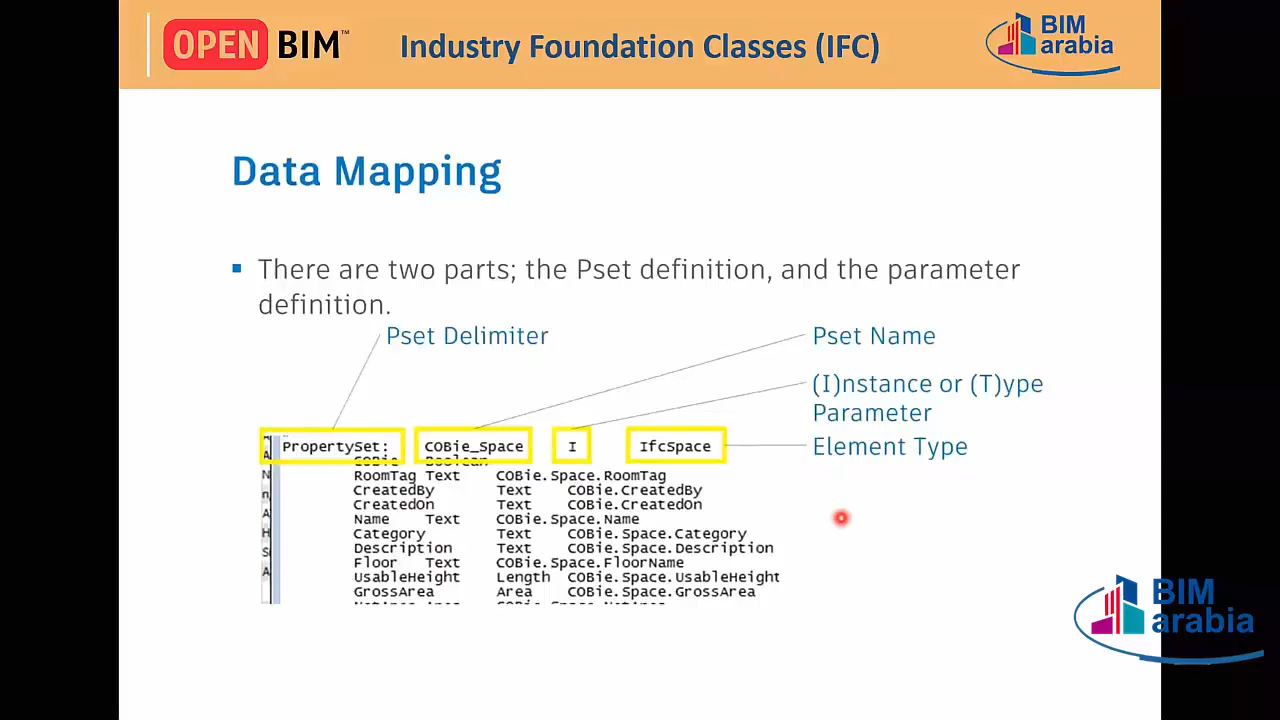 OPEN BIM™
Industry Foundation Classes (IFC)
BIM
arabia
Data Mapping
There are two parts; the Pset definition, and the parameter
definition.
Pset Delimiter
Pset Name
(I)nstance or (T)ype
Parameter
PropertySet: COBie_Space I IfcSpace
Element Type
COBie Boolean
RoomTag Text COBie.Space.RoomTag
CreatedBy Text COBie.CreatedBy
CreatedOn Text COBie.CreatedOn
Name Text COBie.Space.Name
Category Text COBie.Space.Category
Description Text COBie.Space.Description
Floor Text COBie.Space.FloorName
UsableHeight Length COBie.Space.UsableHeight
GrossArea Area COBie.Space.GrossArea
BIM
arabia